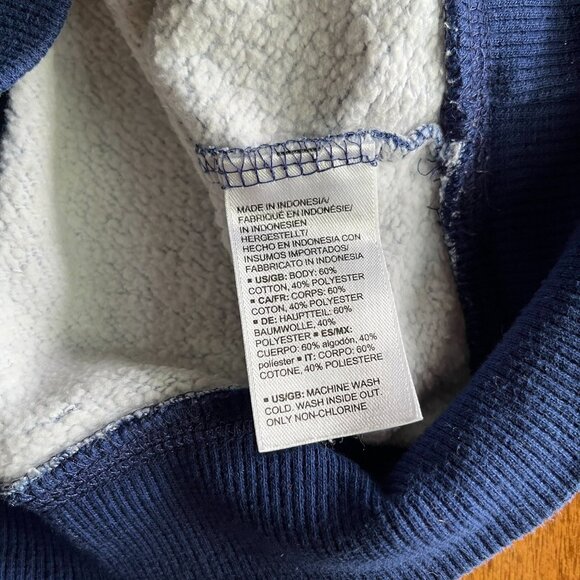 MADE IN INDONESIA/
FABRIQUÉ EN INDONÉSIE/
IN INDONESIEN
HERGESTELLT/
HECHO EN INDONESIA CON
INSUMOS IMPORTADOS/
FABBRICATO IN INDONESIA
▪ US/GB: BODY: 60%
COTTON, 40% POLYESTER
▪ CA/FR: CORPS: 60%
COTON, 40% POLYESTER
▪ DE: HAUPTTEIL: 60%
BAUMWOLLE, 40%
POLYESTER ▪ ES/MX:
CUERPO: 60% algodón, 40%
poliester ▪ IT: CORPO: 60%
COTONE, 40% POLIESTERE
▪ US/GB: MACHINE WASH
COLD. WASH INSIDE OUT.
ONLY NON-CHLORINE